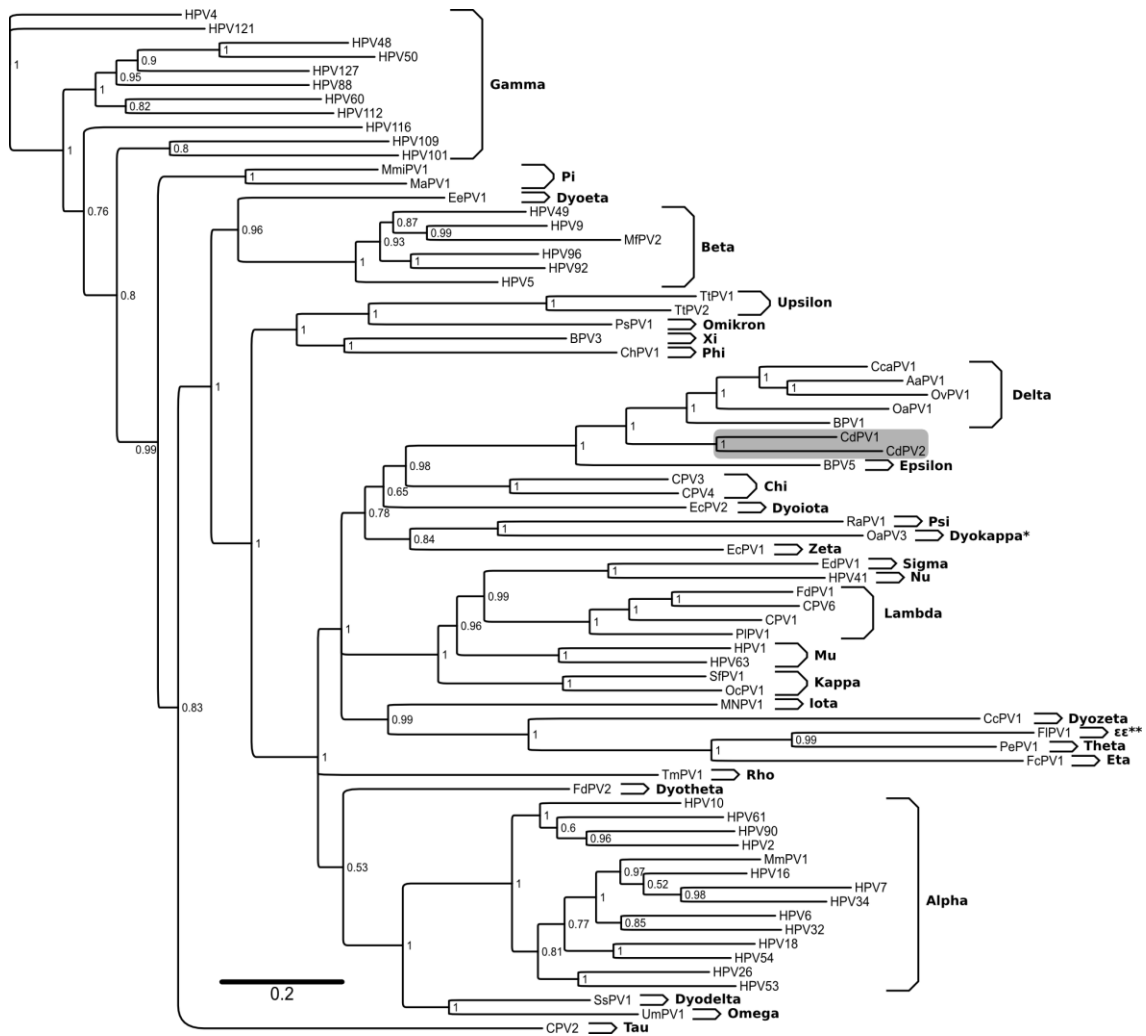 HPV4
HPV121
1
HPV48
0.9
1
HPV50
HPV127
0.95
HPV88
Gamma
1
HPV60
0.82
HPV112
HPV116
1
HPV109
0.8
HPV101
MmiPV1
1
Pi
MaPV1
EePV1
Dyoeta
0.76
HPV49
0.87
HPV9
0.96
0.99
MfPV2
0.93
Beta
HPV96
1
HPV92
1
HPV5
0.8
TtPV1
1
Upsilon
TtPV2
1
PsPV1
Omikron
1
BPV3
Xi
1
ChPV1
Phi
CcaPV1
1
AaPV1
1
OvPV1
Delta
1
1
OaPV1
1
BPV1
CdPV1
1
CdPV2
0.99
1
BPV5
Epsilon
0.98
CPV3
1
Chi
CPV4
0.65
EcPV2
Dyoiota
0.78
RaPV1
Psi
1
OaPV3
Dyokappa*
0.84
1
EcPV1
Zeta
EdPV1
Sigma
1
HPV41
Nu
FdPV1
0.99
1
CPV6
1
Lambda
CPV1
0.96
1
PlPV1
1
HPV1
1
1
Mu
HPV63
SfPV1
1
Kappa
OcPV1
MNPV1
Iota
0.83
0.99
CcPV1
Dyozeta
FlPV1
εε**
0.99
1
PePV1
Theta
1
1
FcPV1
Eta
TmPV1
Rho
FdPV2
Dyotheta
HPV10
1
HPV61
0.6
HPV90
0.96
HPV2
MmPV1
0.53
1
0.97
HPV16
0.52
HPV7
0.98
1
HPV34
Alpha
HPV6
0.85
HPV32
0.77
HPV18
1
1
0.81
HPV54
HPV26
1
HPV53
0.2
SsPV1
Dyodelta
1
UmPV1
Omega
CPV2
Tau